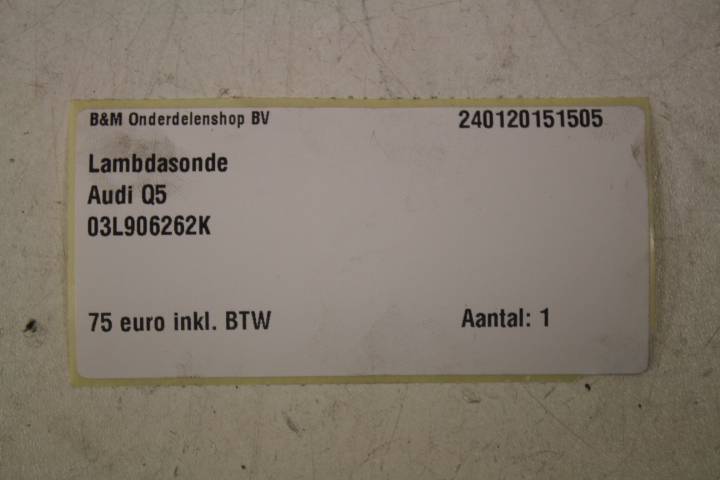 B&M Onderdelenshop BV 240120151505
Lambdasonde
Audi Q5
03L906262K
75 euro inkl. BTW Aantal: 1